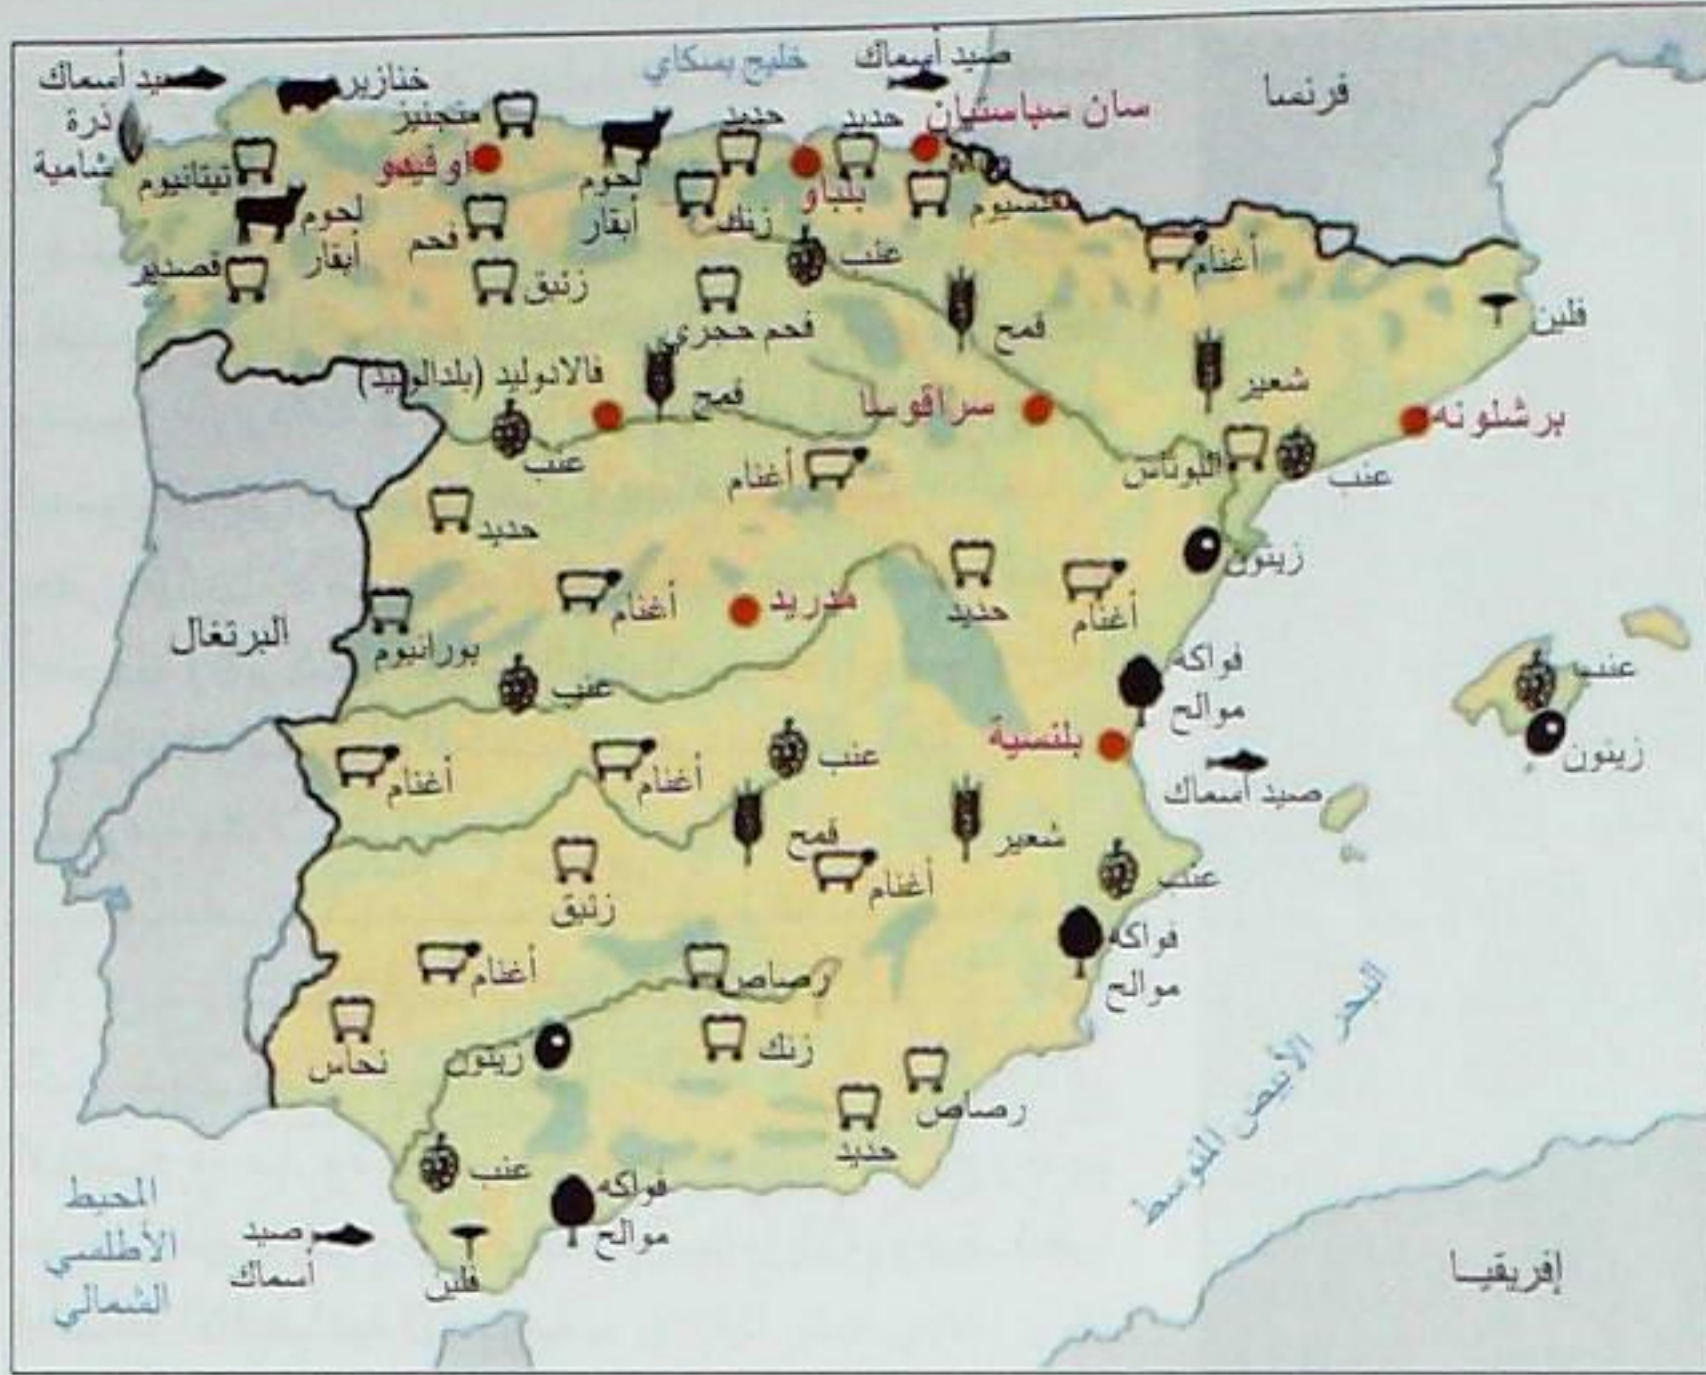 صيد أسماك
خنازير
خليج بسكاي
صيد أسماك
فرنسا
ذرة
شامية
منجنيز
حديد
حديد
سان سباستيان
تيتانيوم
أوفيدو
لحوم
أبقار
بلباو
لحوم
أبقار
فحم
زنك
عنب
أغنام
قصدير
زئبق
فحم حجري
قمح
فلين
فالادوليد (بلدالوليد)
قمح
سراقوسا
شعير
برشلونه
عنب
أغنام
البوتاس
عنب
حديد
زيتون
أغنام
مدريد
حديد
أغنام
البرتغال
يورانيوم
فواكه
موالح
عنب
عنب
زيتون
بلنسية
أغنام
أغنام
عنب
صيد أسماك
قمح
شعير
أغنام
عنب
زئبق
فواكه
موالح
أغنام
رصاص
نحاس
زيتون
زنك
رصاص
حديد
البحر الأبيض المتوسط
عنب
فواكه
موالح
المحيط
الأطلسي
الشمالي
صيد
أسماك
فلين
إفريقيا